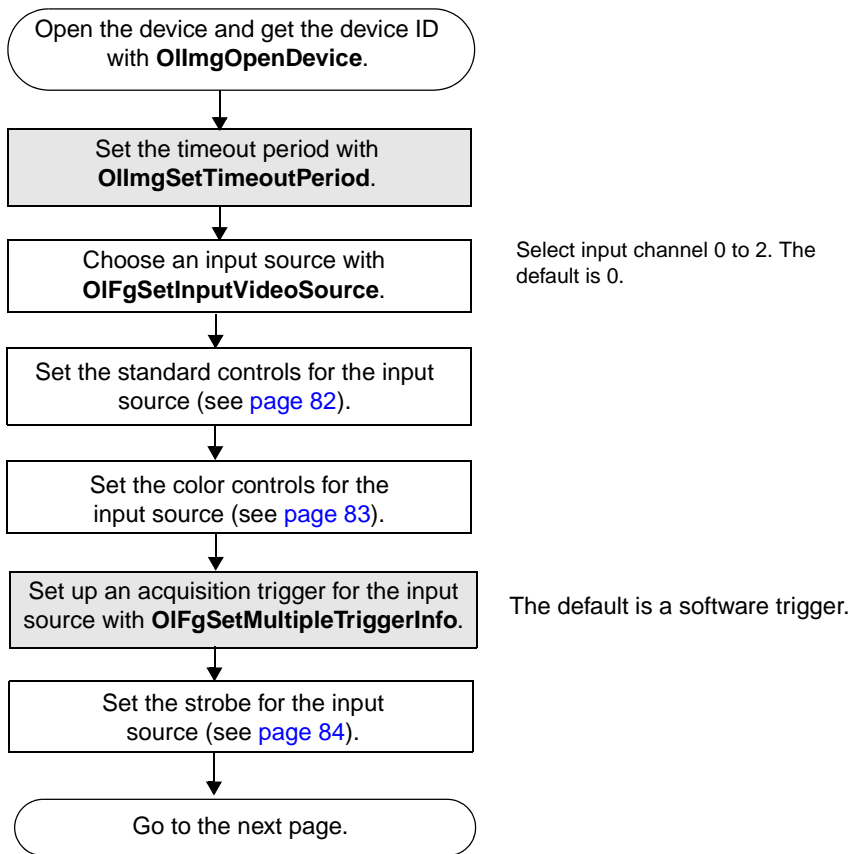 Open the device and get the device ID
with OlImgOpenDevice.
Set the timeout period with
OlImgSetTimeoutPeriod.
Choose an input source with
OlFgSetInputVideoSource.
Select input channel 0 to 2. The
default is 0.
Set the standard controls for the input
source (see page 82).
Set the color controls for the
input source (see page 83).
Set up an acquisition trigger for the input
source with OlFgSetMultipleTriggerInfo.
The default is a software trigger.
Set the strobe for the input
source (see page 84).
Go to the next page.